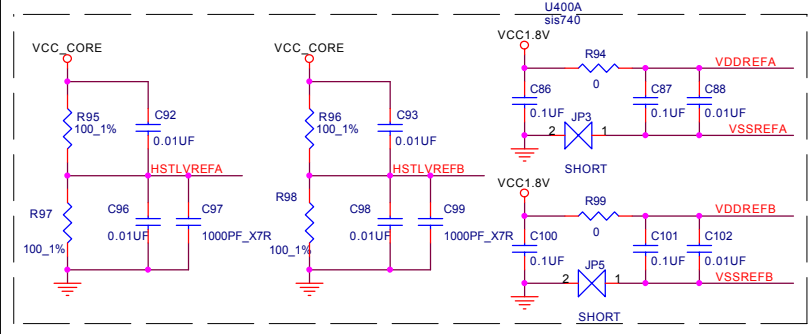 U400A
sis740
VCC_CORE
R95
100_1%
C92
0.01UF
HSTLVREFA
R97
100_1%
C96
0.01UF
C97
1000PF_X7R
VCC_CORE
R96
100_1%
C93
0.01UF
HSTLVREFB
R98
100_1%
C98
0.01UF
C99
1000PF_X7R
VCC1.8V
R94
0
VDDREFA
C86
0.1UF
C87
0.1UF
C88
0.01UF
JP3
2 1
VSSREFA
SHORT
VCC1.8V
R99
0
VDDREFB
C100
0.1UF
C101
0.1UF
C102
0.01UF
JP5
2 1
VSSREFB
SHORT